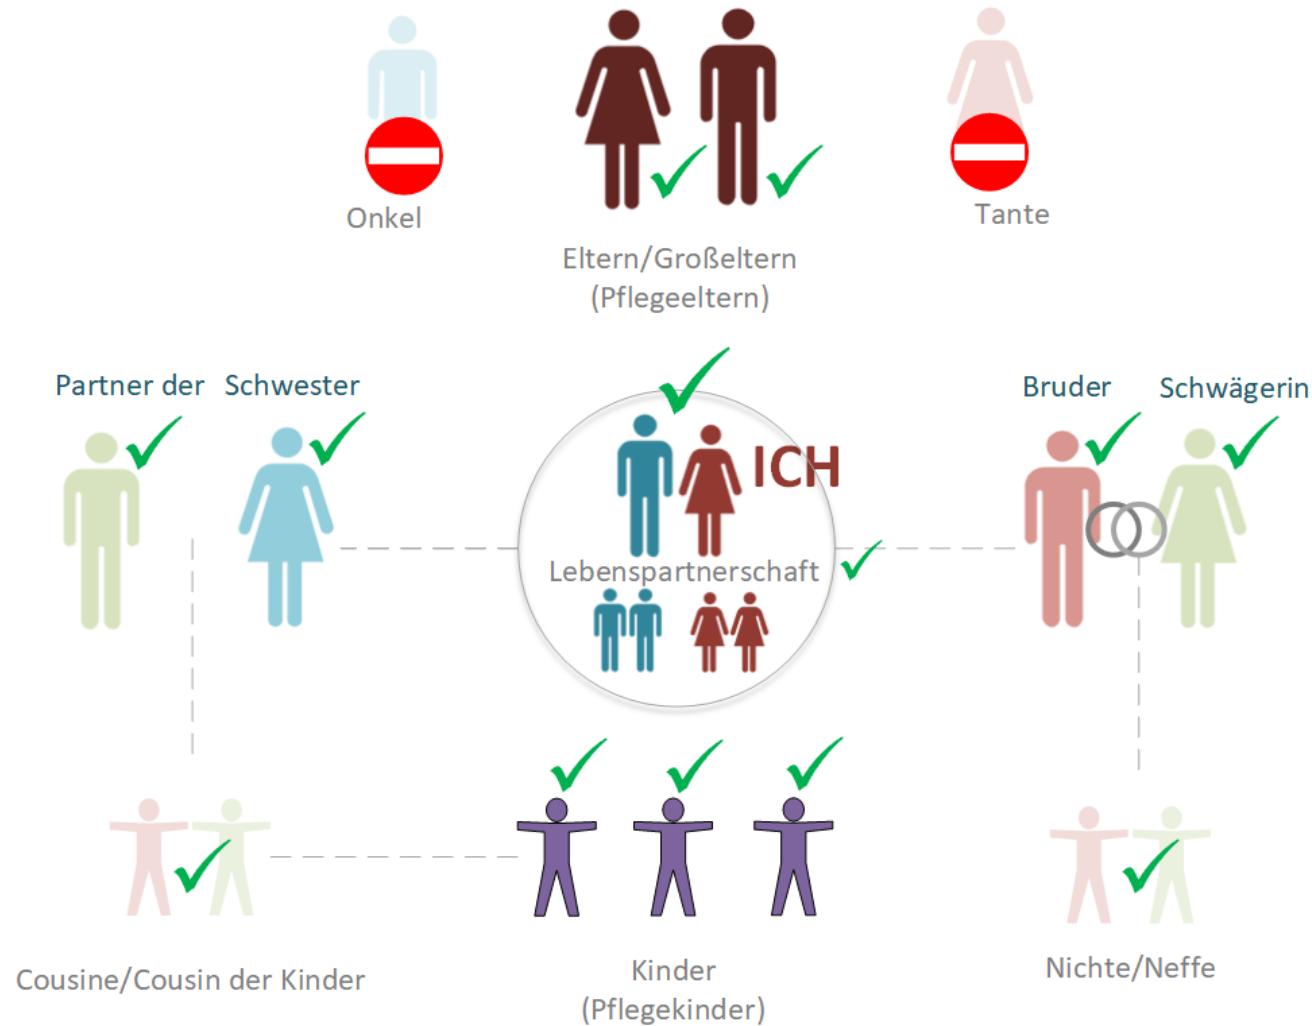 Onkel
Tante
Eltern/Großeltern
(Pflegeeltern)
Partner der Schwester
Bruder Schwägerin
ICH
Lebenspartnerschaft
Cousine/Cousin der Kinder
Kinder
(Pflegekinder)
Nichte/Neffe